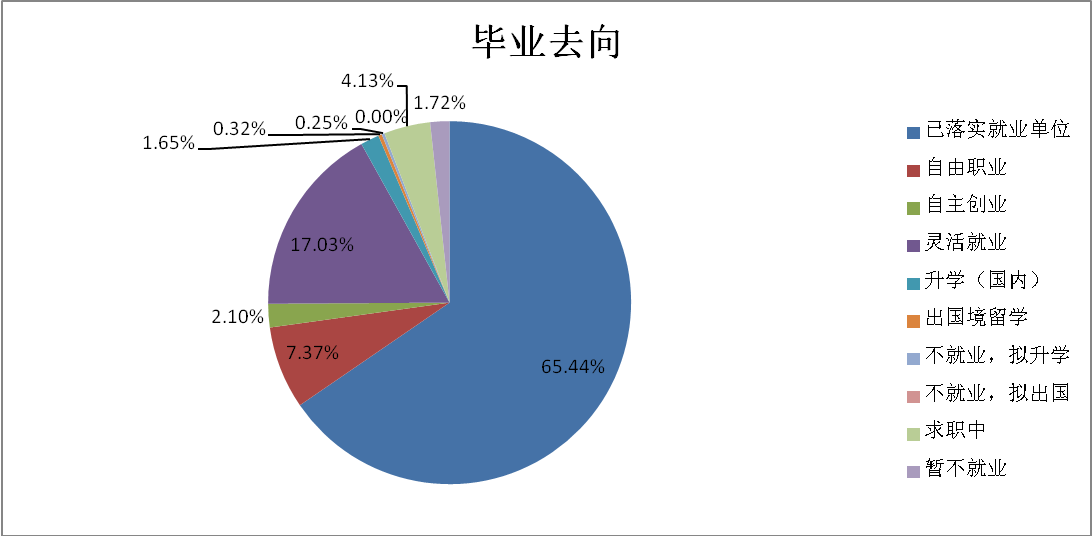 毕业去向
4.13%
1.72%
0.00%
0.25%
0.32%
1.65%
17.03%
2.10%
7.37%
65.44%
已落实就业单位
自由职业
自主创业
灵活就业
升学（国内）
出国境留学
不就业，拟升学
不就业，拟出国
求职中
暂不就业